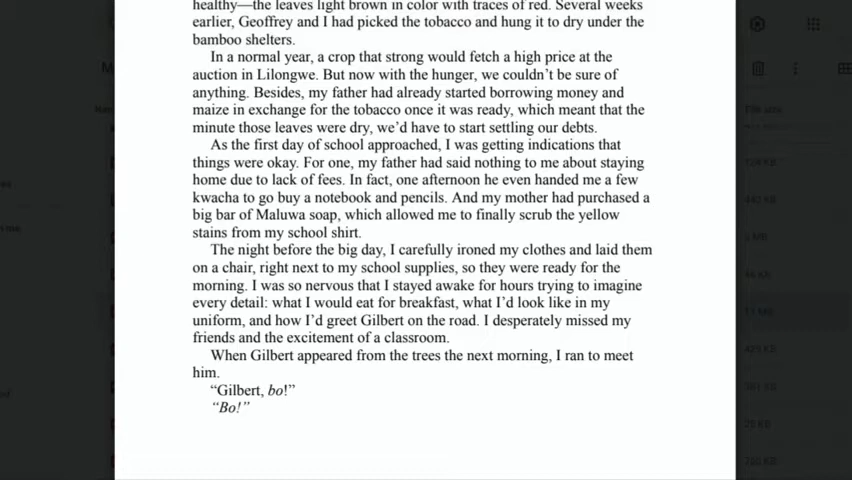 healthy—the leaves light brown in color with traces of red. Several weeks
earlier, Geoffrey and I had picked the tobacco and hung it to dry under the
bamboo shelters.
In a normal year, a crop that strong would fetch a high price at the
auction in Lilongwe. But now with the hunger, we couldn’t be sure of
anything. Besides, my father had already started borrowing money and
maize in exchange for the tobacco once it was ready, which meant that the
minute those leaves were dry, we’d have to start settling our debts.
As the first day of school approached, I was getting indications that
things were okay. For one, my father had said nothing to me about staying
home due to lack of fees. In fact, one afternoon he even handed me a few
kwacha to go buy a notebook and pencils. And my mother had purchased a
big bar of Maluwa soap, which allowed me to finally scrub the yellow
stains from my school shirt.
The night before the big day, I carefully ironed my clothes and laid them
on a chair, right next to my school supplies, so they were ready for the
morning. I was so nervous that I stayed awake for hours trying to imagine
every detail: what I would eat for breakfast, what I’d look like in my
uniform, and how I’d greet Gilbert on the road. I desperately missed my
friends and the excitement of a classroom.
When Gilbert appeared from the trees the next morning, I ran to meet
him.
“Gilbert, bo!”
“Bo!”
File size
442 KB